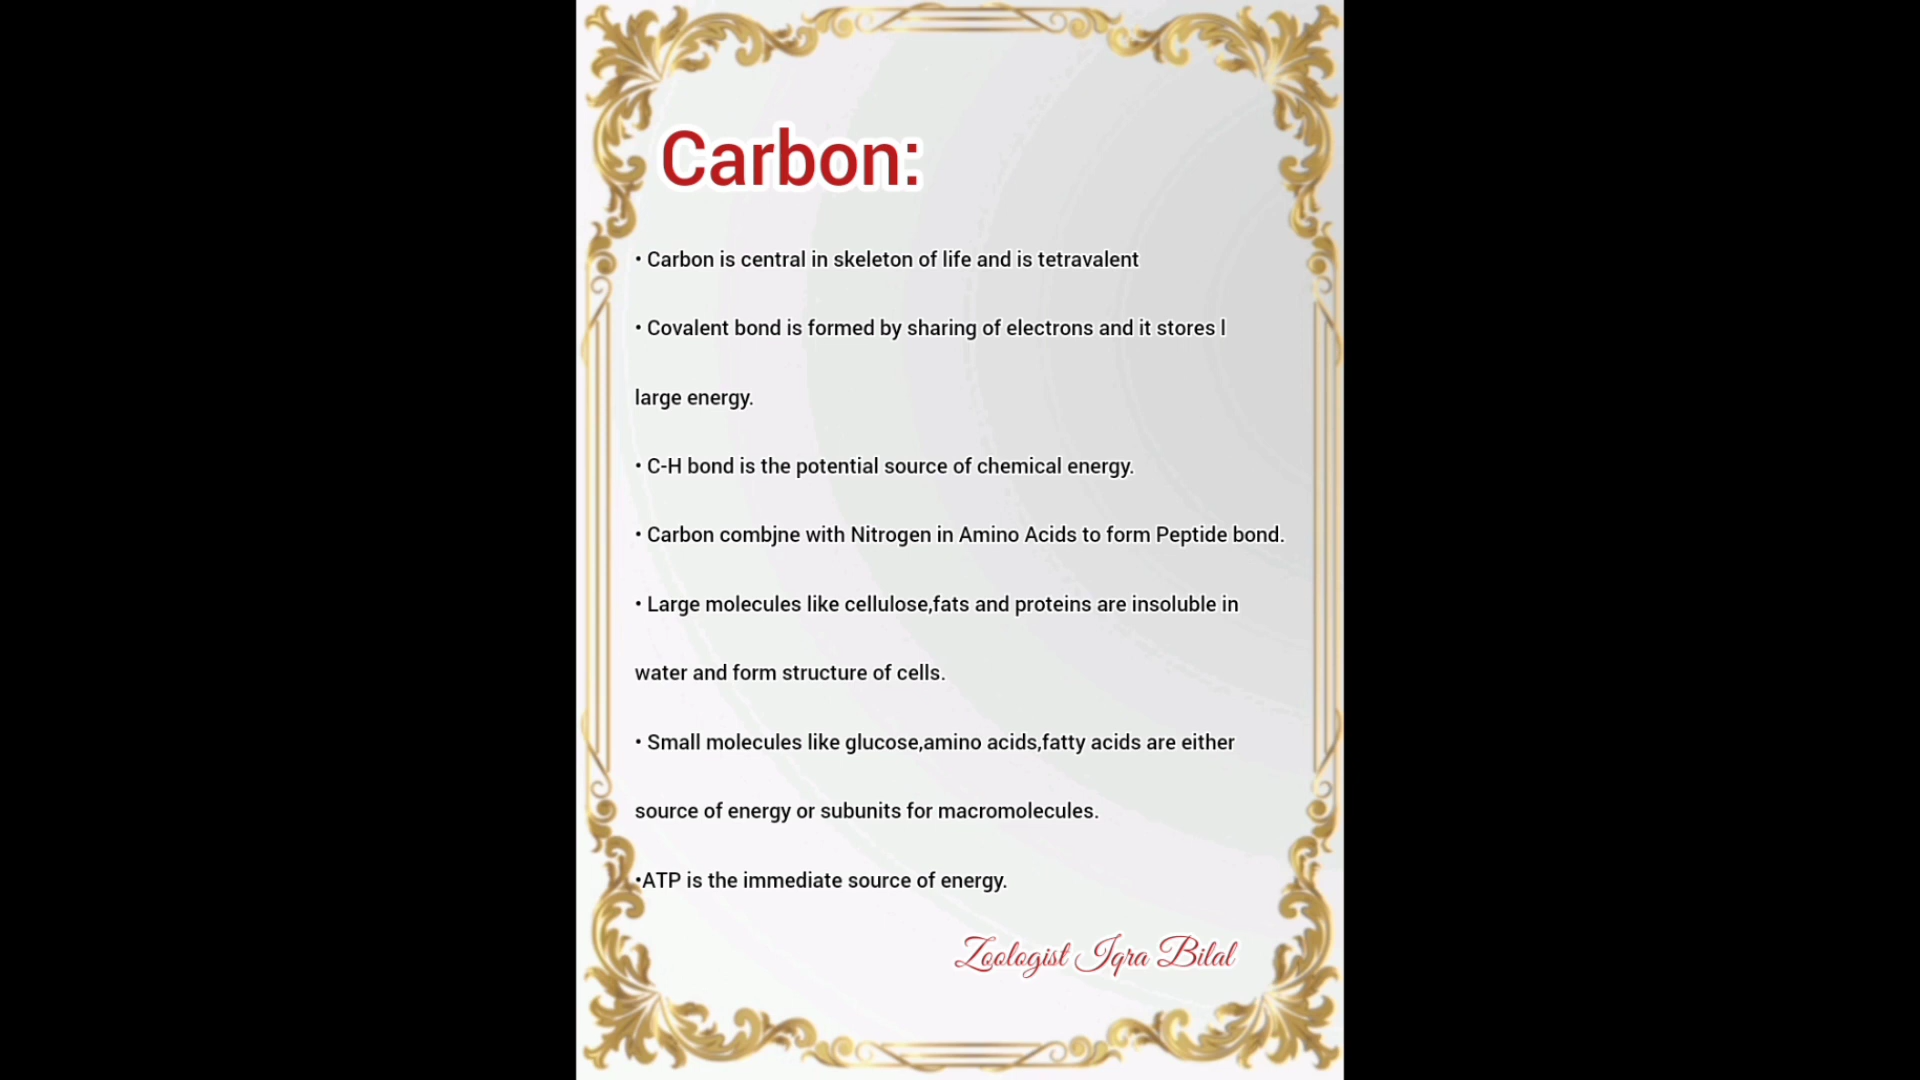 Carbon:
• Carbon is central in skeleton of life and is tetravalent
• Covalent bond is formed by sharing of electrons and it stores l
large energy.
• C-H bond is the potential source of chemical energy.
• Carbon combjne with Nitrogen in Amino Acids to form Peptide bond.
• Large molecules like cellulose,fats and proteins are insoluble in
water and form structure of cells.
• Small molecules like glucose,amino acids,fatty acids are either
source of energy or subunits for macromolecules.
•ATP is the immediate source of energy.
Zoologist Iqra Bilal